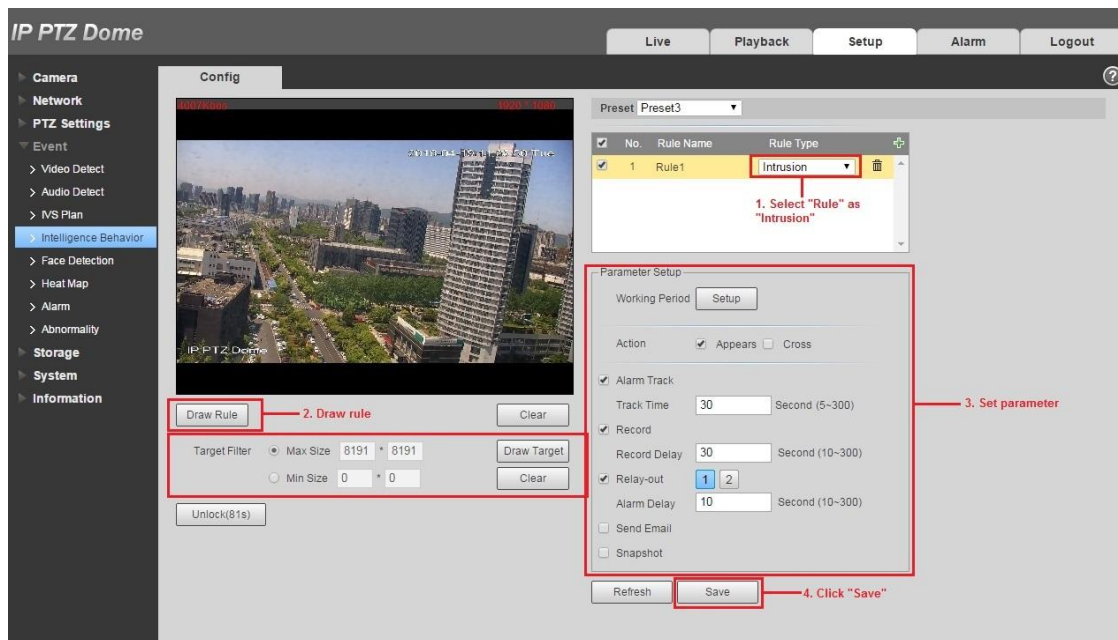 IP PTZ Dome
Live
Playback
Setup
Alarm
Logout
Camera
Network
PTZ Settings
Event
Video Detect
Audio Detect
IVS Plan
Intelligence Behavior
Face Detection
Heat Map
Alarm
Abnormality
Storage
System
Information
Config
1920 * 1080
IP PTZ Dome
Draw Rule
2. Draw rule
Clear
Target Filter Max Size 8191 * 8191 Draw Target
Min Size 0 * 0 Clear
Unlock(81s)
Preset Preset3
No. Rule Name Rule Type
1 Rule1 Intrusion
1. Select "Rule" as
"Intrusion"
Parameter Setup
Working Period Setup
Action Appears Cross
Alarm Track
Track Time 30 Second (5~300)
Record
Record Delay 30 Second (10~300)
Relay-out 1 2
Alarm Delay 10 Second (10~300)
Send Email
Snapshot
3. Set parameter
Refresh
Save
4. Click "Save"